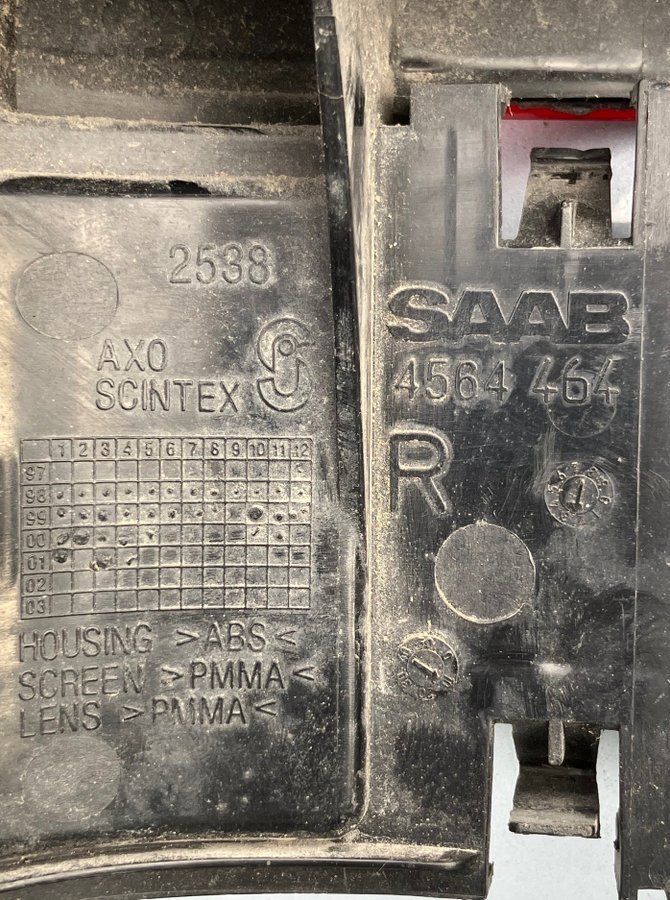 2538
AXO
SCINTEX
1 2 3 4 5 6 7 8 9 10 11 12
97
98
99
00
01
02
03
HOUSING >ABS<
SCREEN >PMMA<
LENS >PMMA<
SAAB
4564 464
R